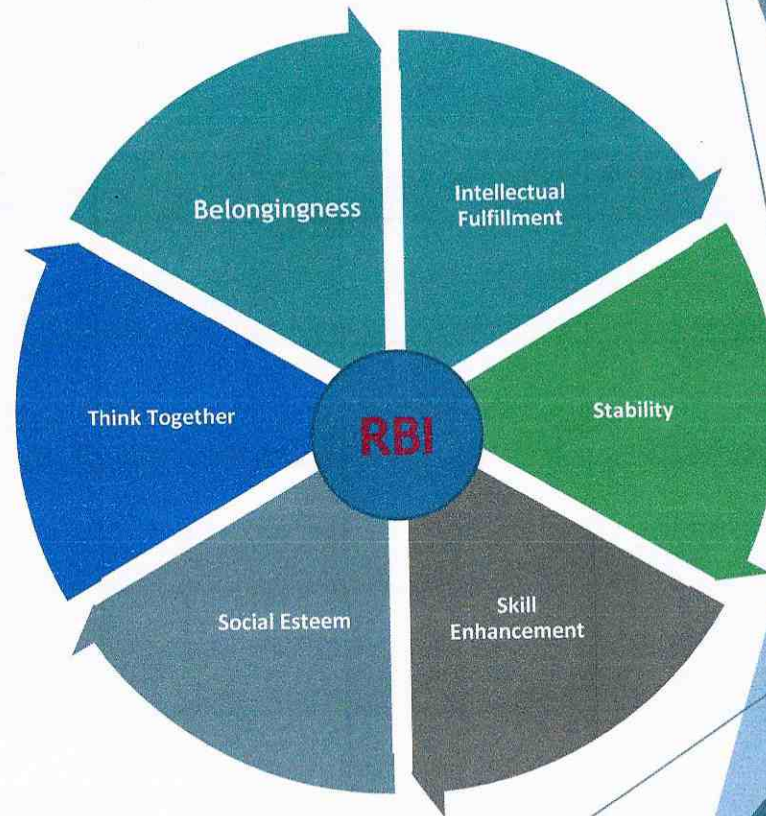 Belongingness
Intellectual
Fulfillment
Think Together
RBI
Stability
Social Esteem
Skill
Enhancement